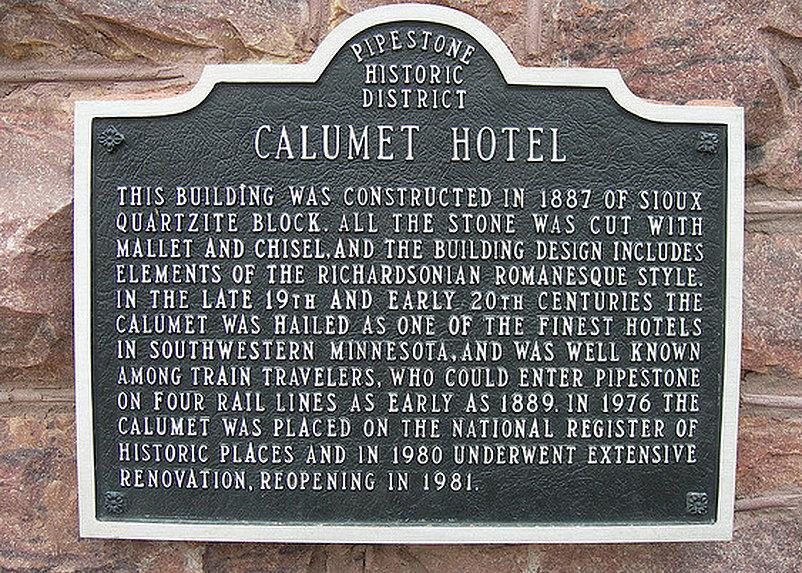 PIPESTONE
HISTORIC
DISTRICT
CALUMET HOTEL
THIS BUILDING WAS CONSTRUCTED IN 1887 OF SIOUX
QUARTZITE BLOCK. ALL THE STONE WAS CUT WITH
MALLET AND CHISEL, AND THE BUILDING DESIGN INCLUDES
ELEMENTS OF THE RICHARDSONIAN ROMANESQUE STYLE.
IN THE LATE 19TH AND EARLY 20TH CENTURIES THE
CALUMET WAS HAILED AS ONE OF THE FINEST HOTELS
IN SOUTHWESTERN MINNESOTA, AND WAS WELL KNOWN
AMONG TRAIN TRAVELERS, WHO COULD ENTER PIPESTONE
ON FOUR RAIL LINES AS EARLY AS 1889. IN 1976 THE
CALUMET WAS PLACED ON THE NATIONAL REGISTER OF
HISTORIC PLACES AND IN 1980 UNDERWENT EXTENSIVE
RENOVATION, REOPENING IN 1981.